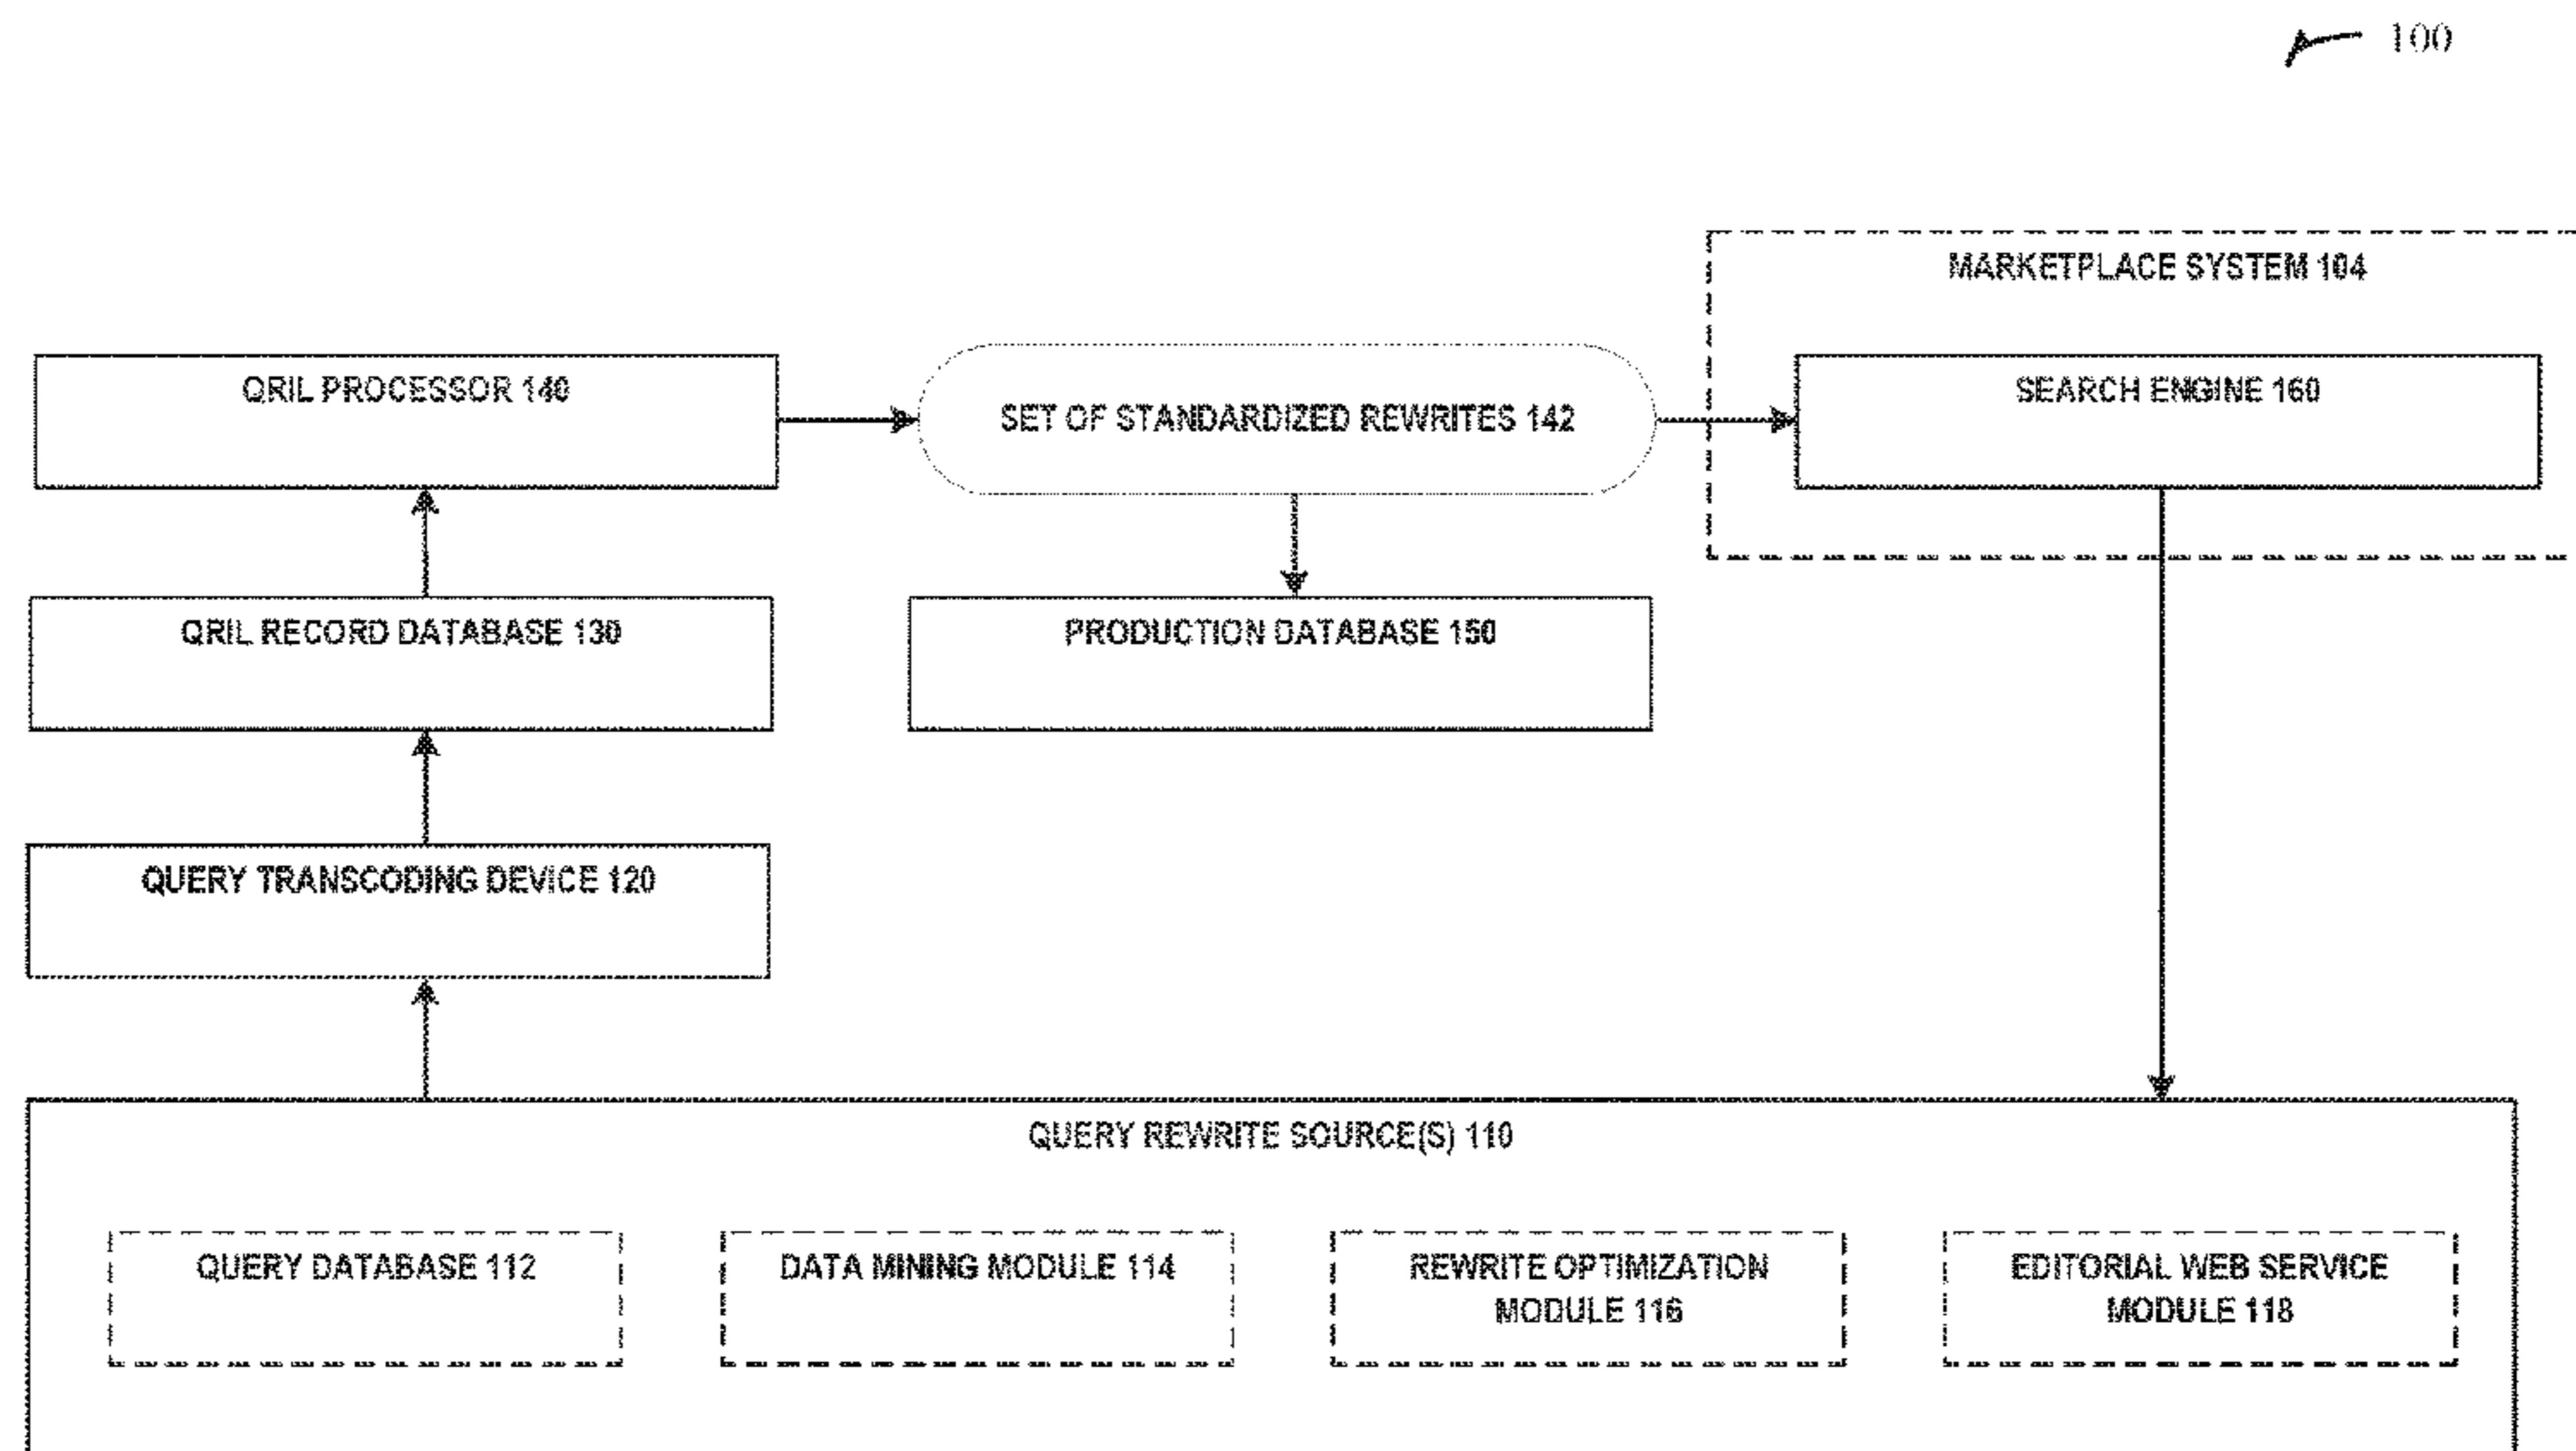 100
MARKETPLACE SYSTEM 104
QRIL PROCESSOR 140
SET OF STANDARDIZED REWRITES 142
SEARCH ENGINE 160
QRIL RECORD DATABASE 130
PRODUCTION DATABASE 150
QUERY TRANSCODING DEVICE 120
QUERY REWRITE SOURCE(S) 110
QUERY DATABASE 112
DATA MINING MODULE 114
REWRITE OPTIMIZATION
MODULE 116
EDITORIAL WEB SERVICE
MODULE 118